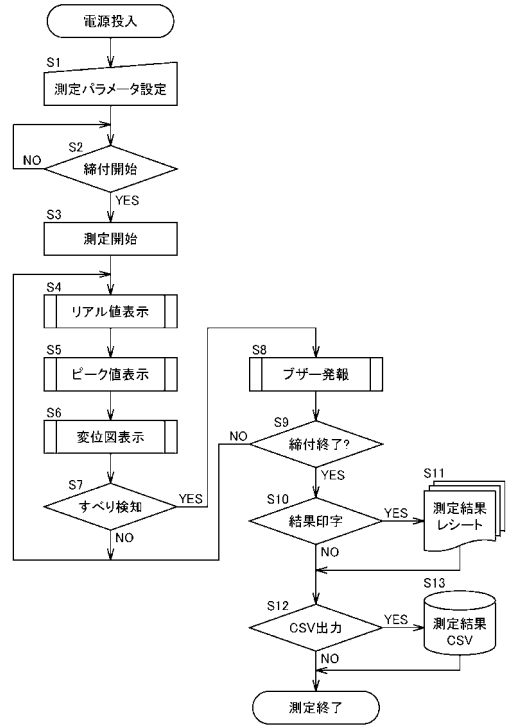 電源投入
S1
測定パラメータ設定
S2
締付開始
NO
YES
S3
測定開始
S4
リアル値表示
S5
ピーク値表示
S6
変位図表示
S7
すべり検知
YES
NO
S8
ブザー発報
S9
締付終了?
NO
YES
S10
結果印字
YES
NO
S11
測定結果
レシート
S12
CSV出力
YES
NO
S13
測定結果
CSV
測定終了